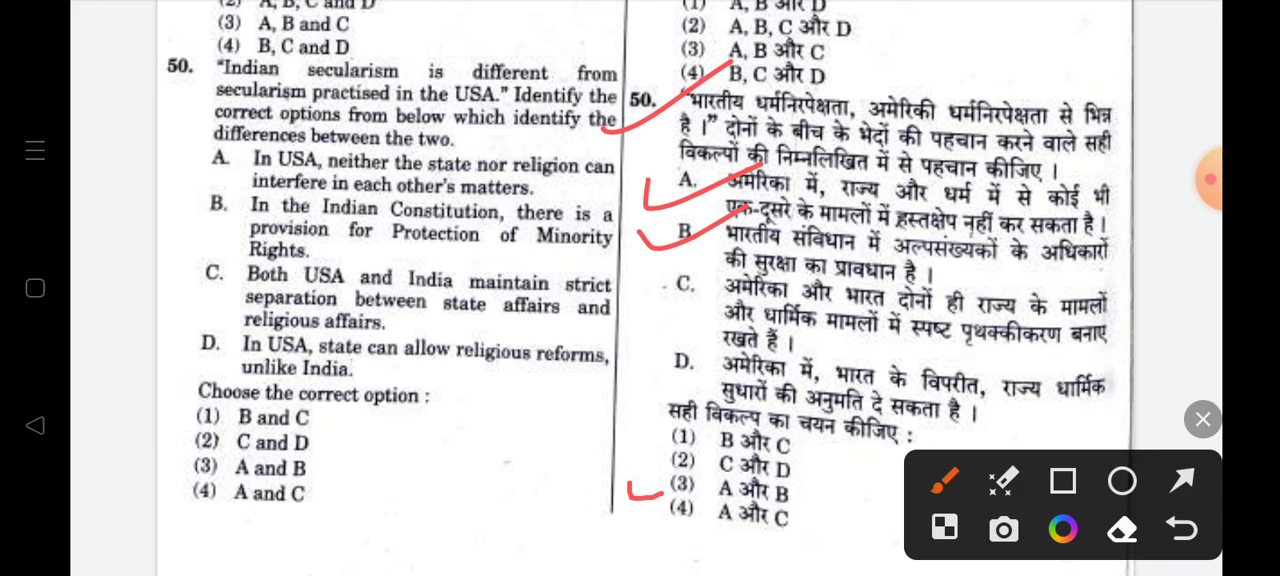 (2) A, B, C and D
(3) A, B and C
(4) B, C and D
50. "Indian secularism is different from
secularism practised in the USA." Identify the
correct options from below which identify the
differences between the two.
A. In USA, neither the state nor religion can
interfere in each other's matters.
B. In the Indian Constitution, there is a
provision for Protection of Minority
Rights.
C. Both USA and India maintain strict
separation between state affairs and
religious affairs.
D. In USA, state can allow religious reforms,
unlike India.
Choose the correct option :
(1) B and C
(2) C and D
(3) A and B
(4) A and C
(1) A, B और D
(2) A, B, C और D
(3) A, B और C
(4) B, C और D
50. "भारतीय धर्मनिरपेक्षता, अमेरिकी धर्मनिरपेक्षता से भिन्न
है ।" दोनों के बीच के भेदों की पहचान करने वाले सही
विकल्पों की निम्नलिखित में से पहचान कीजिए ।
A. अमेरिका में, राज्य और धर्म में से कोई भी
एक-दूसरे के मामलों में हस्तक्षेप नहीं कर सकता है ।
B. भारतीय संविधान में अल्पसंख्यकों के अधिकारों
की सुरक्षा का प्रावधान है ।
C. अमेरिका और भारत दोनों ही राज्य के मामलों
और धार्मिक मामलों में स्पष्ट पृथक्कीकरण बनाए
रखते हैं ।
D. अमेरिका में, भारत के विपरीत, राज्य धार्मिक
सुधारों की अनुमति दे सकता है ।
सही विकल्प का चयन कीजिए :
(1) B और C
(2) C और D
(3) A और B
(4) A और C